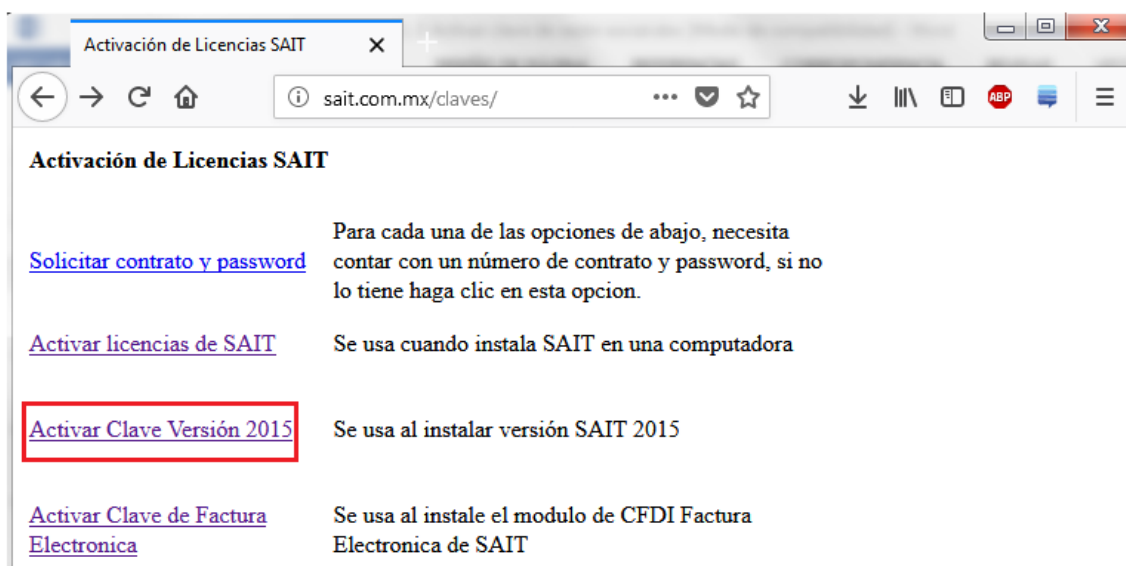 Activación de Licencias SAIT
sait.com.mx/claves/
ABP
Activación de Licencias SAIT
Solicitar contrato y password
Para cada una de las opciones de abajo, necesita
contar con un número de contrato y password, si no
lo tiene haga clic en esta opcion.
Activar licencias de SAIT
Se usa cuando instala SAIT en una computadora
Activar Clave Versión 2015
Se usa al instalar versión SAIT 2015
Activar Clave de Factura
Electronica
Se usa al instale el modulo de CFDI Factura
Electronica de SAIT